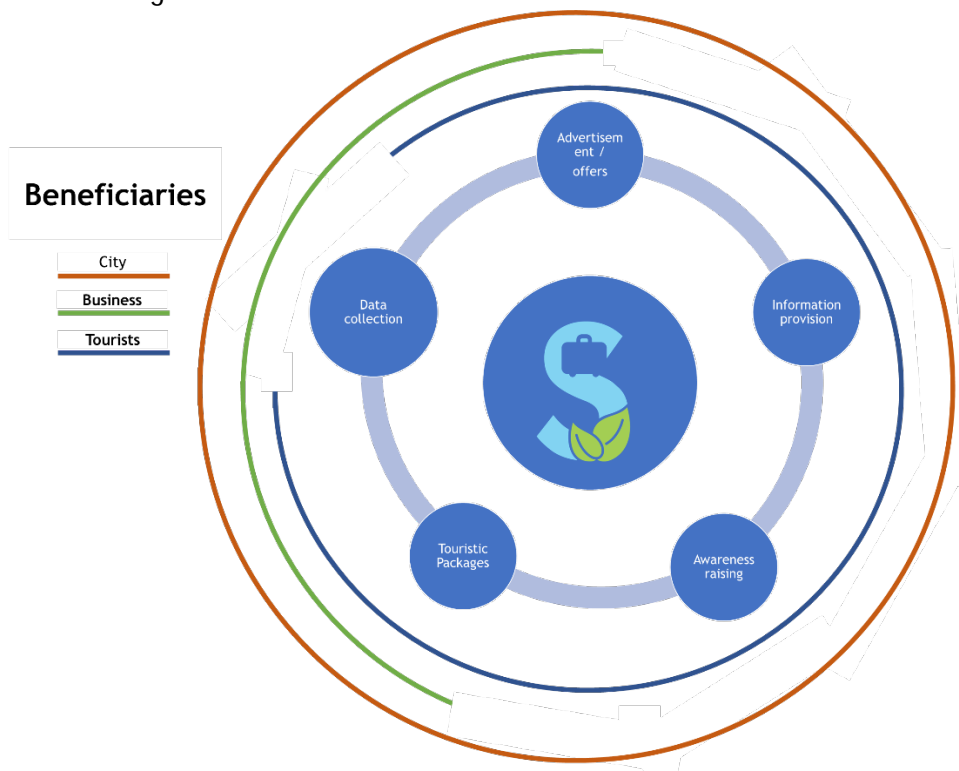 Beneficiaries
City
Business
Tourists
Advertisem
ent /
offers
Data
collection
Information
provision
Touristic
Packages
Awareness
raising